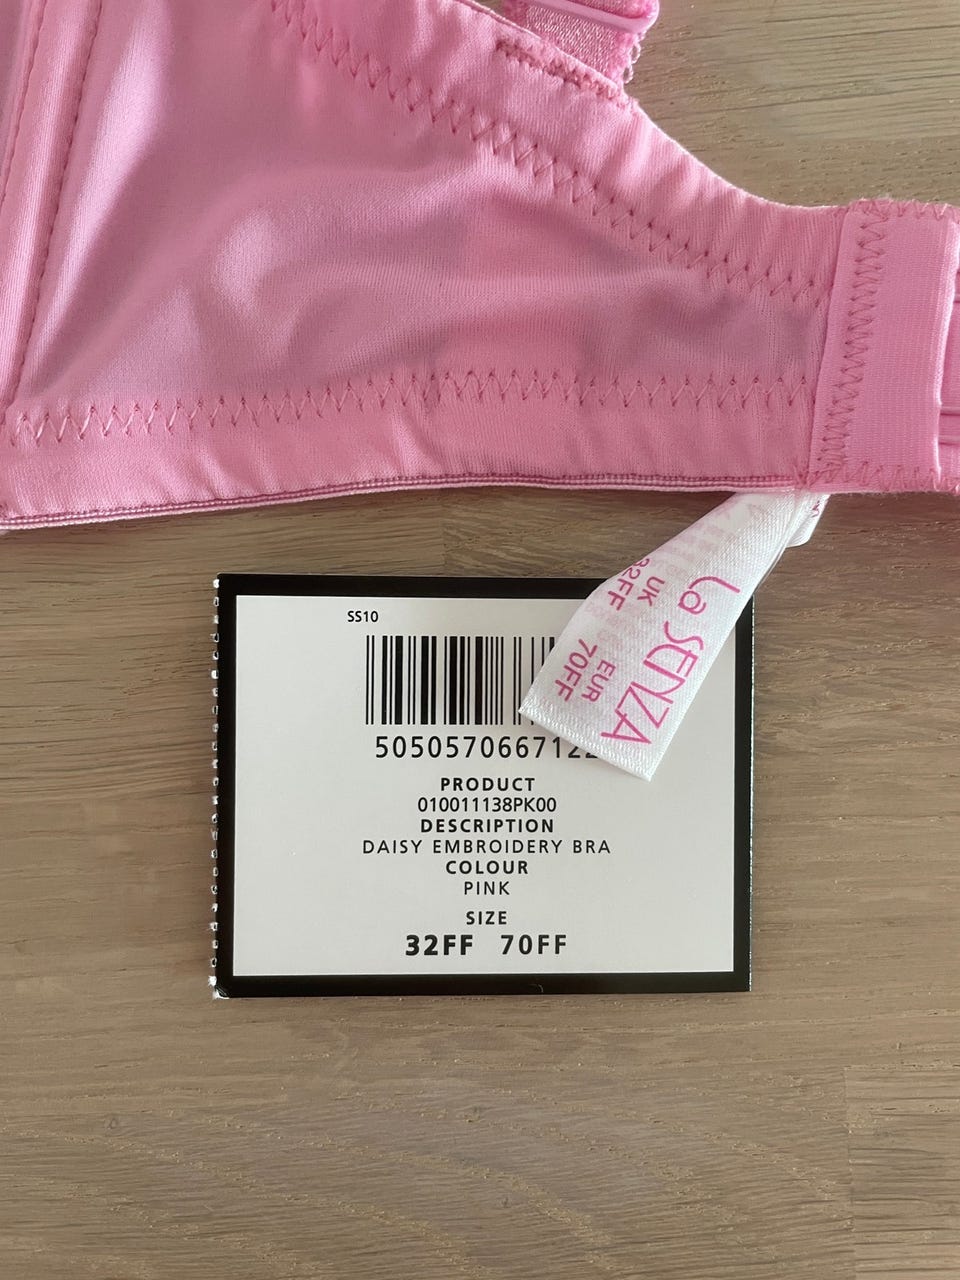 SS10
505057066712
PRODUCT
010011138PK00
DESCRIPTION
DAISY EMBROIDERY BRA
COLOUR
PINK
SIZE
32FF 70FF
La SENZA
UK EUR
32FF 70FF